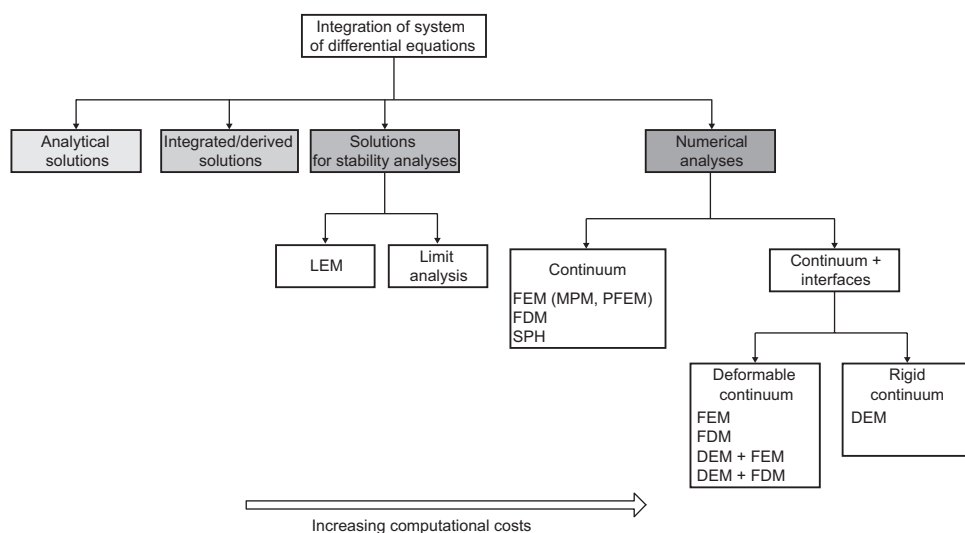 Integration of system
of differential equations
Analytical
solutions
Integrated/derived
solutions
Solutions
for stability analyses
Numerical
analyses
LEM
Limit
analysis
Continuum
FEM (MPM, PFEM)
FDM
SPH
Continuum +
interfaces
Deformable
continuum
FEM
FDM
DEM + FEM
DEM + FDM
Rigid
continuum
DEM
Increasing computational costs